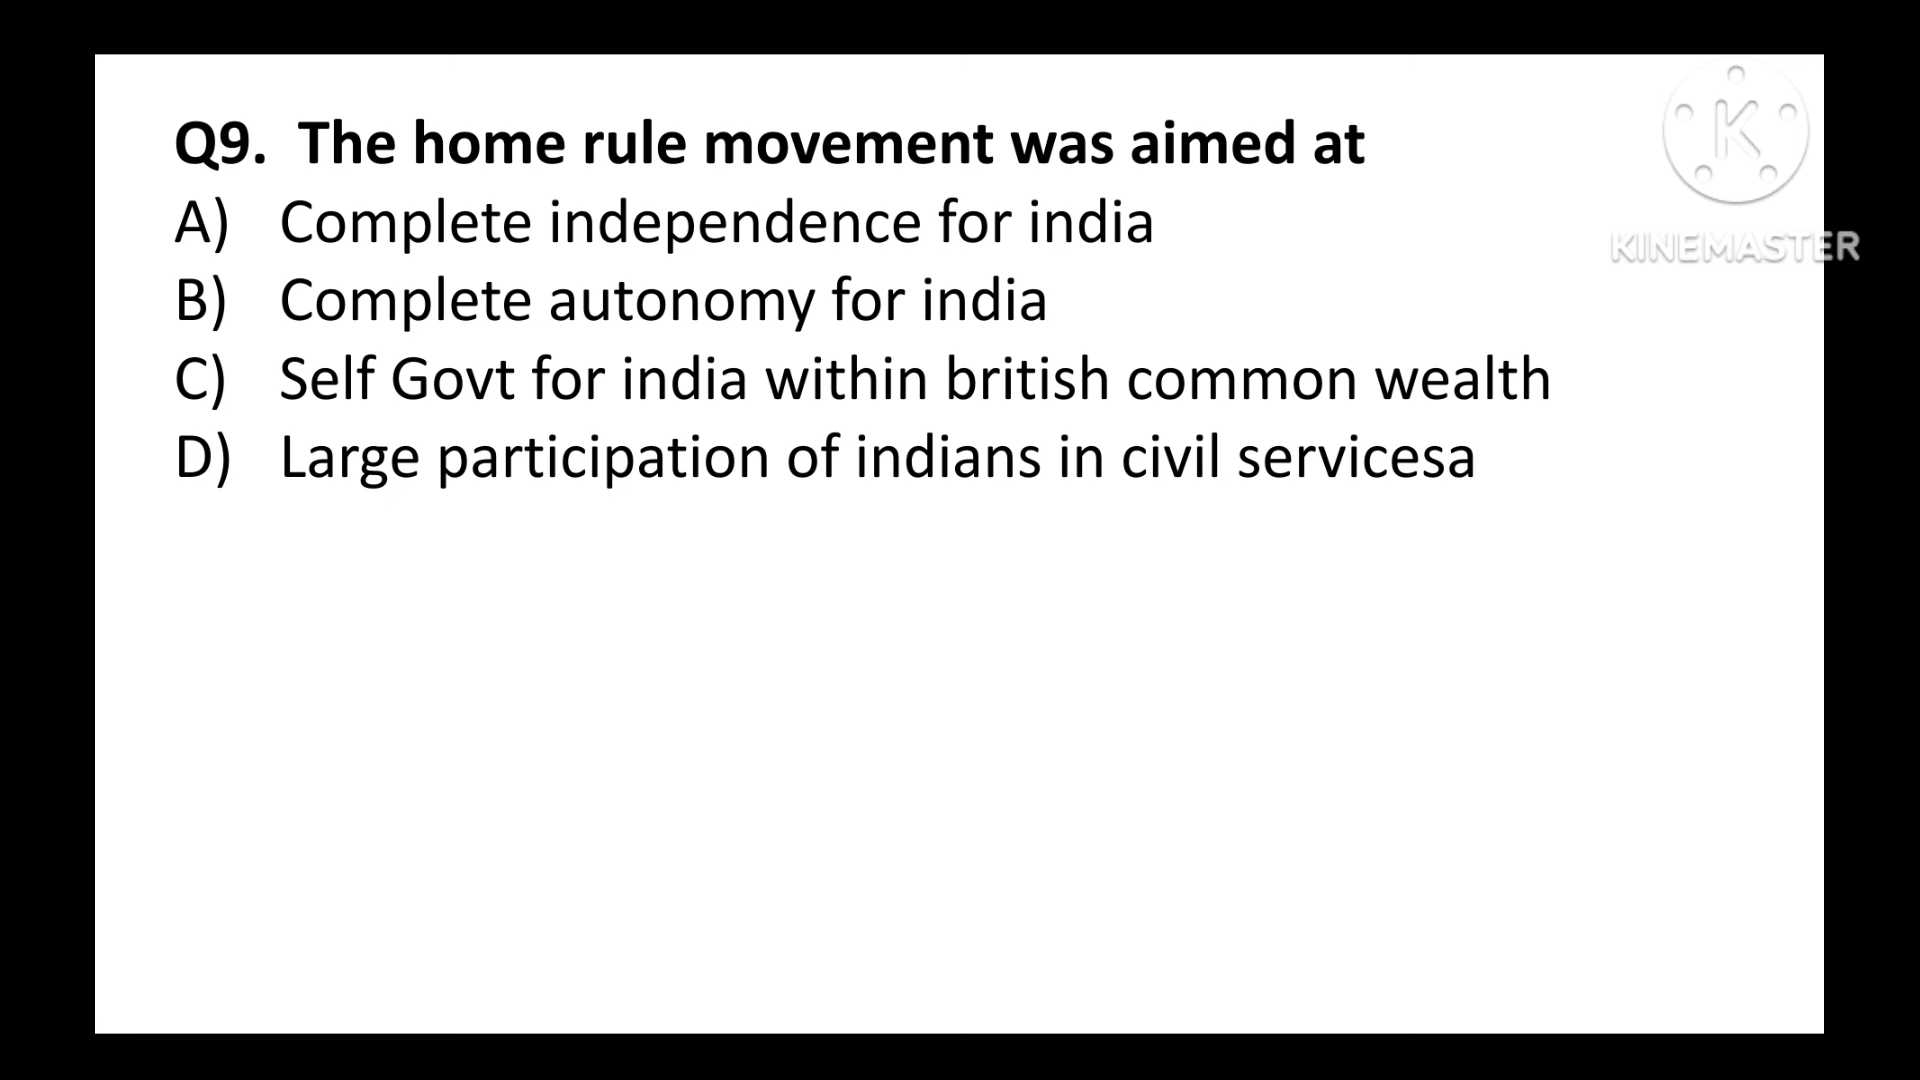 Q9. The home rule movement was aimed at
A) Complete independence for india
B) Complete autonomy for india
C) Self Govt for india within british common wealth
D) Large participation of indians in civil servicesa
K
KINEMASTER